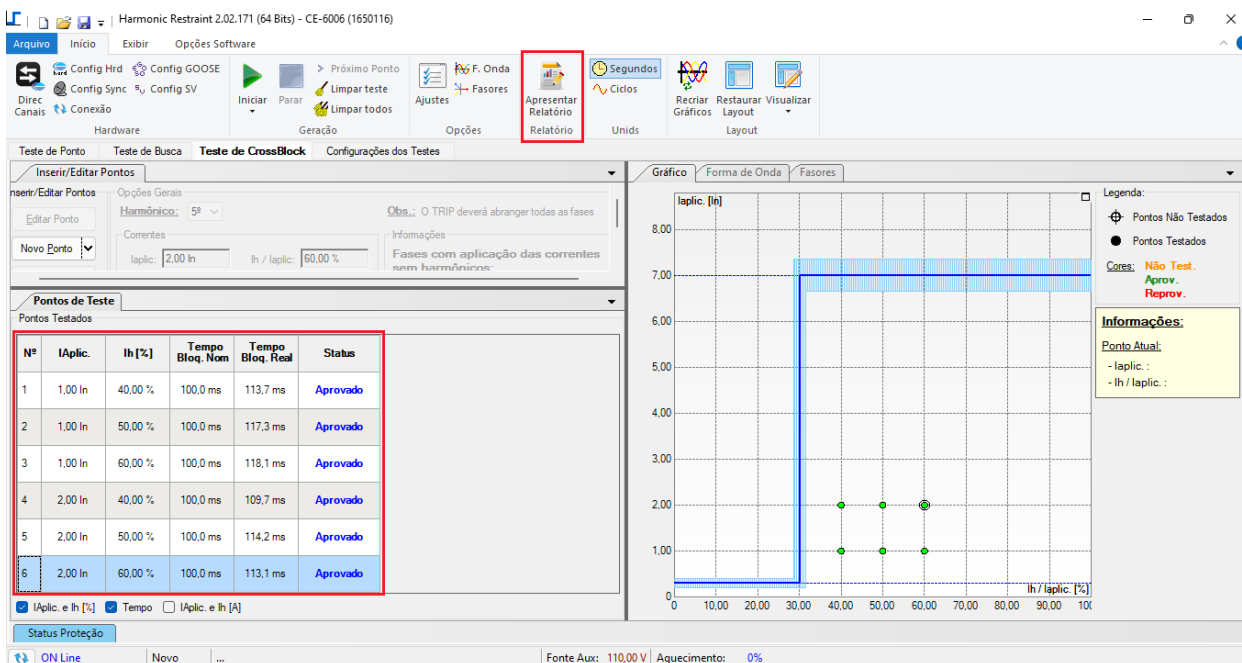 Harmonic Restraint 2.02.171 (64 Bits) - CE-6006 (1650116)
Arquivo Início Exibir Opções Software
Direc Canais
Config Hrd Config GOOSE
Config Sync Config SV
Conexão
Hardware
Iniciar Parar
Próximo Ponto
Limpar teste
Limpar todos
Geração
Ajustes
F. Onda
Fasores
Opções
Apresentar Relatório
Relatório
Segundos
Ciclos
Unids
Recriar Gráficos
Restaurar Layout
Visualizar
Layout
Teste de Ponto Teste de Busca Teste de CrossBlock Configurações dos Testes
Inserir/Editar Pontos
nserir/Editar Pontos
Editar Ponto
Novo Ponto
Opções Gerais
Harmônico: 5º
Obs.: O TRIP deverá abranger todas as fases
Correntes
Iaplic: 2,00 In Ih / Iaplic: 60,00 %
Informações
Fases com aplicação das correntes
sem harmônicos:
Pontos de Teste
Pontos Testados
Nº IAplic. Ih [%] Tempo Bloq. Nom Tempo Bloq. Real Status
1 1,00 In 40,00 % 100,0 ms 113,7 ms Aprovado
2 1,00 In 50,00 % 100,0 ms 117,3 ms Aprovado
3 1,00 In 60,00 % 100,0 ms 118,1 ms Aprovado
4 2,00 In 40,00 % 100,0 ms 109,7 ms Aprovado
5 2,00 In 50,00 % 100,0 ms 114,2 ms Aprovado
6 2,00 In 60,00 % 100,0 ms 113,1 ms Aprovado
IAplic. e Ih [%] Tempo IAplic. e Ih [A]
Gráfico Forma de Onda Fasores
Iaplic. [In]
8,00
7,00
6,00
5,00
4,00
3,00
2,00
1,00
0
Ih / Iaplic. [%]
0 10,00 20,00 30,00 40,00 50,00 60,00 70,00 80,00 90,00 100
Legenda:
Pontos Não Testados
Pontos Testados
Cores: Não Test.
Aprov.
Reprov.
Informações:
Ponto Atual:
- Iaplic. :
- Ih / Iaplic. :
Status Proteção
ON Line Novo ... Fonte Aux: 110,00 V Aquecimento: 0%